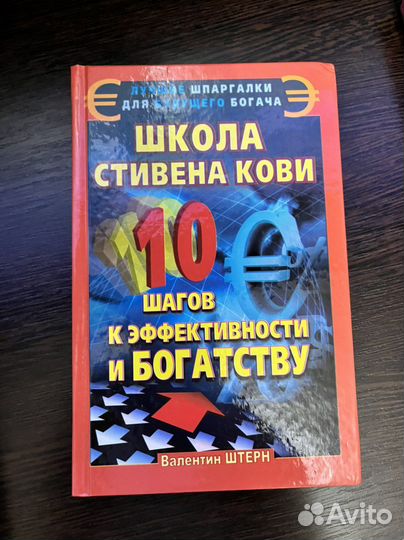 ЛУЧШИЕ ШПАРГАЛКИ
ДЛЯ БУДУЩЕГО БОГАЧА
ШКОЛА
СТИВЕНА КОВИ
10
ШАГОВ
К ЭФФЕКТИВНОСТИ
И БОГАТСТВУ
Валентин ШТЕРН
Avito